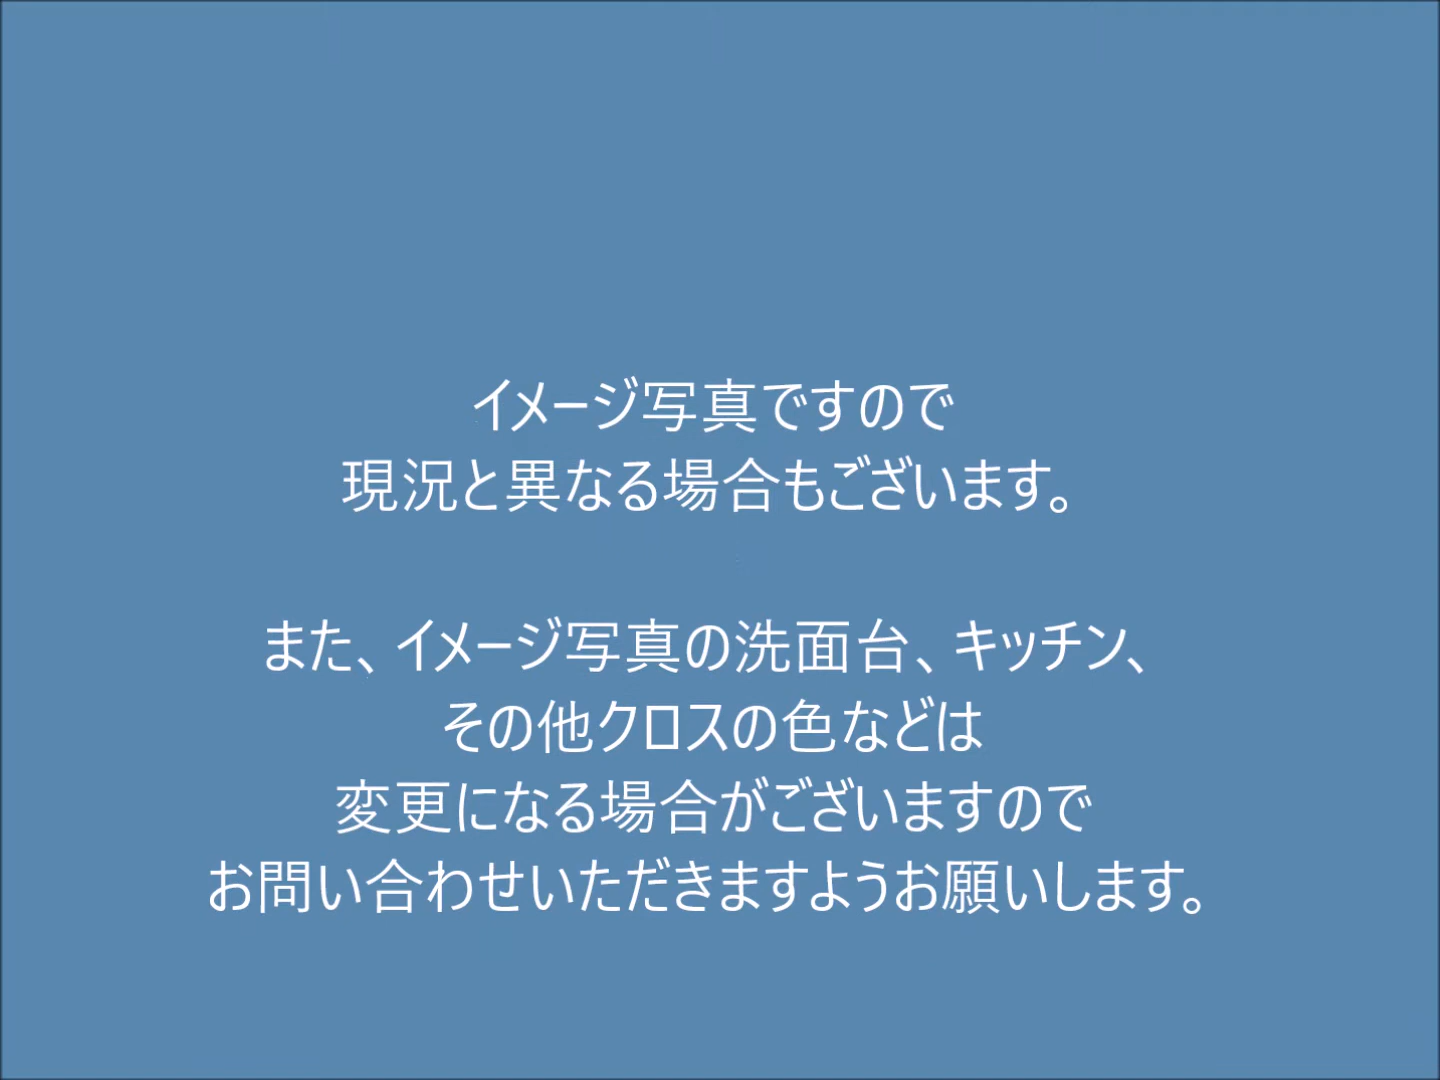 イメージ写真ですので
現況と異なる場合もございます。
また、イメージ写真の洗面台、キッチン、
その他クロスの色などは
変更になる場合がございますので
お問い合わせいただきますようお願いします。